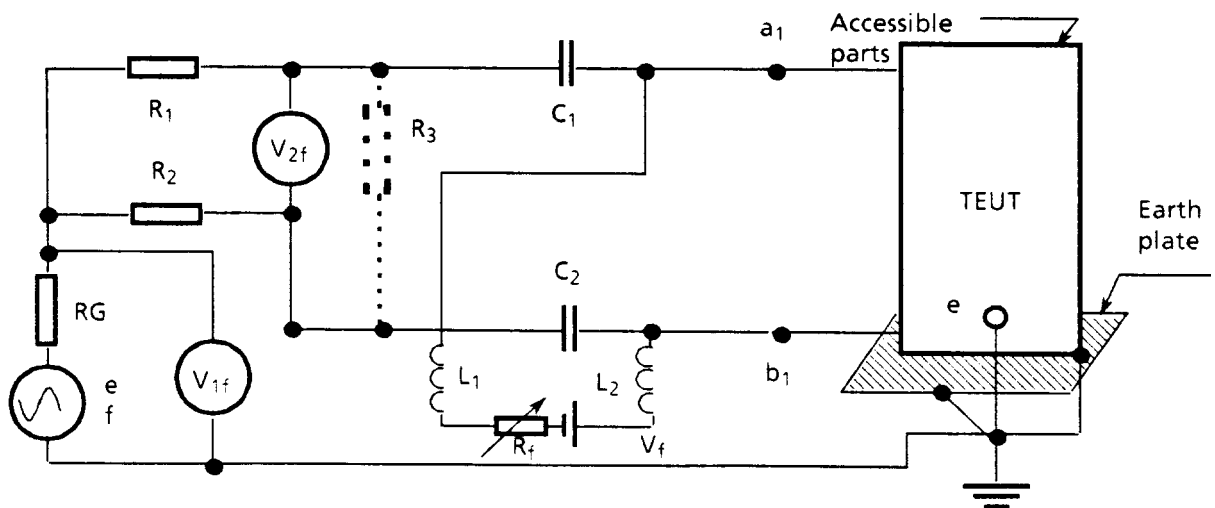 a₁
Accessible
parts
R₁
C₁
R₃
V₂f
R₂
TEUT
Earth
plate
C₂
RG
e
V₁f
L₁
L₂
b₁
e
f
Rf
Vf